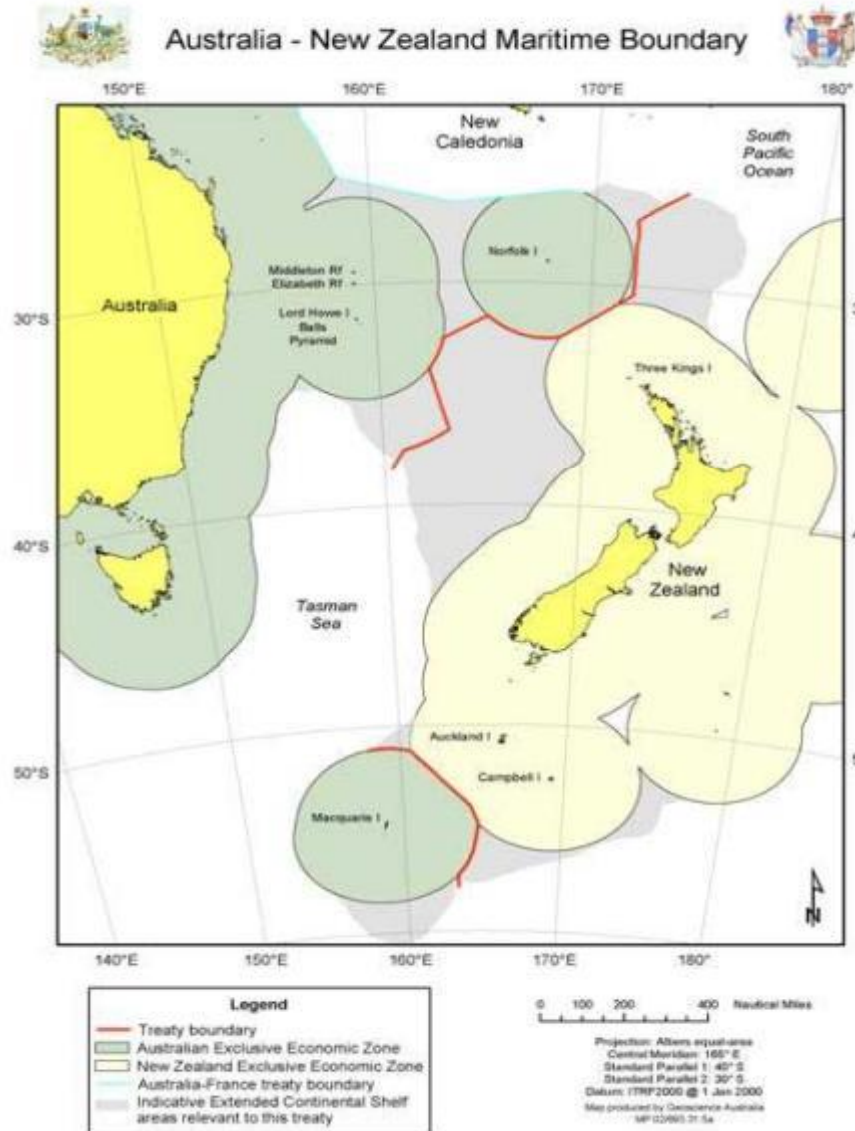 Australia - New Zealand Maritime Boundary
150°E
160°E
170°E
180°
New
Caledonia
South
Pacific
Ocean
Norfolk I
Middleton Rf
Elizabeth Rf
Australia
Lord Howe I
Balls
Pyramid
30°S
Three Kings I
40°S
New
Zealand
Tasman
Sea
Auckland I
50°S
Campbell I
Macquarie I
N
140°E
150°E
160°E
170°E
180°
Legend
Treaty boundary
Australian Exclusive Economic Zone
New Zealand Exclusive Economic Zone
Australia-France treaty boundary
Indicative Extended Continental Shelf
areas relevant to this treaty
0 100 200 400 Nautical Miles
Projection: Albers equal-area
Central Meridian: 165° E
Standard Parallel 1: 40° S
Standard Parallel 2: 30° S
Datum: ITRF2000 @ 1 Jan 2000
Map produced by Geoscience Australia